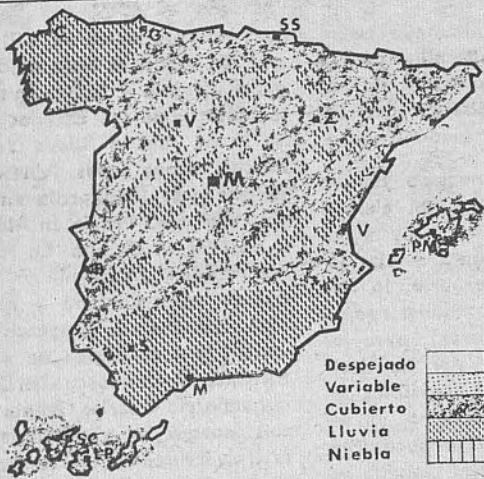 C
G
SS
V
Z
M
V
PM
S
M
SC
LP
Despejado
Variable
Cubierto
Lluvia
Niebla